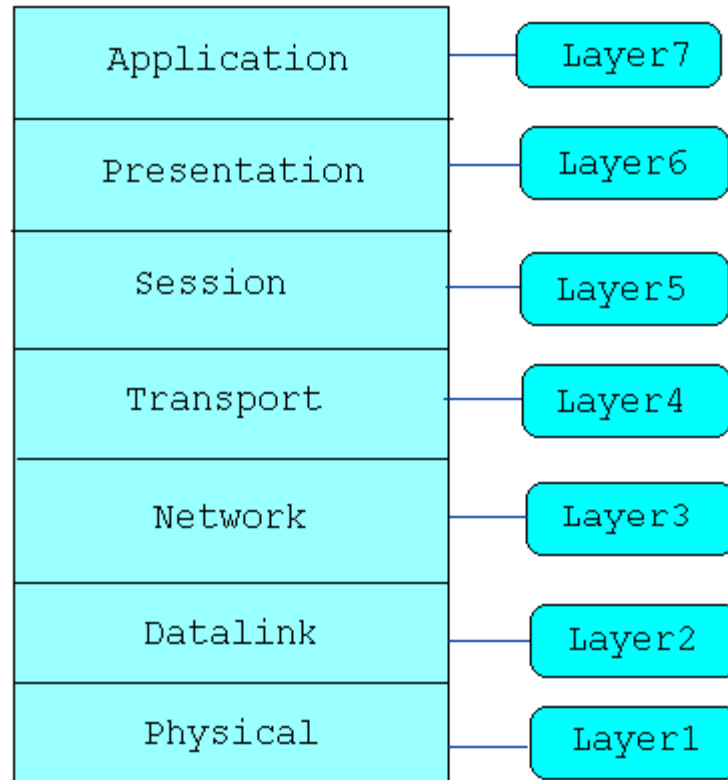 Application
Layer7
Presentation
Layer6
Session
Layer5
Transport
Layer4
Network
Layer3
Datalink
Layer2
Physical
Layer1